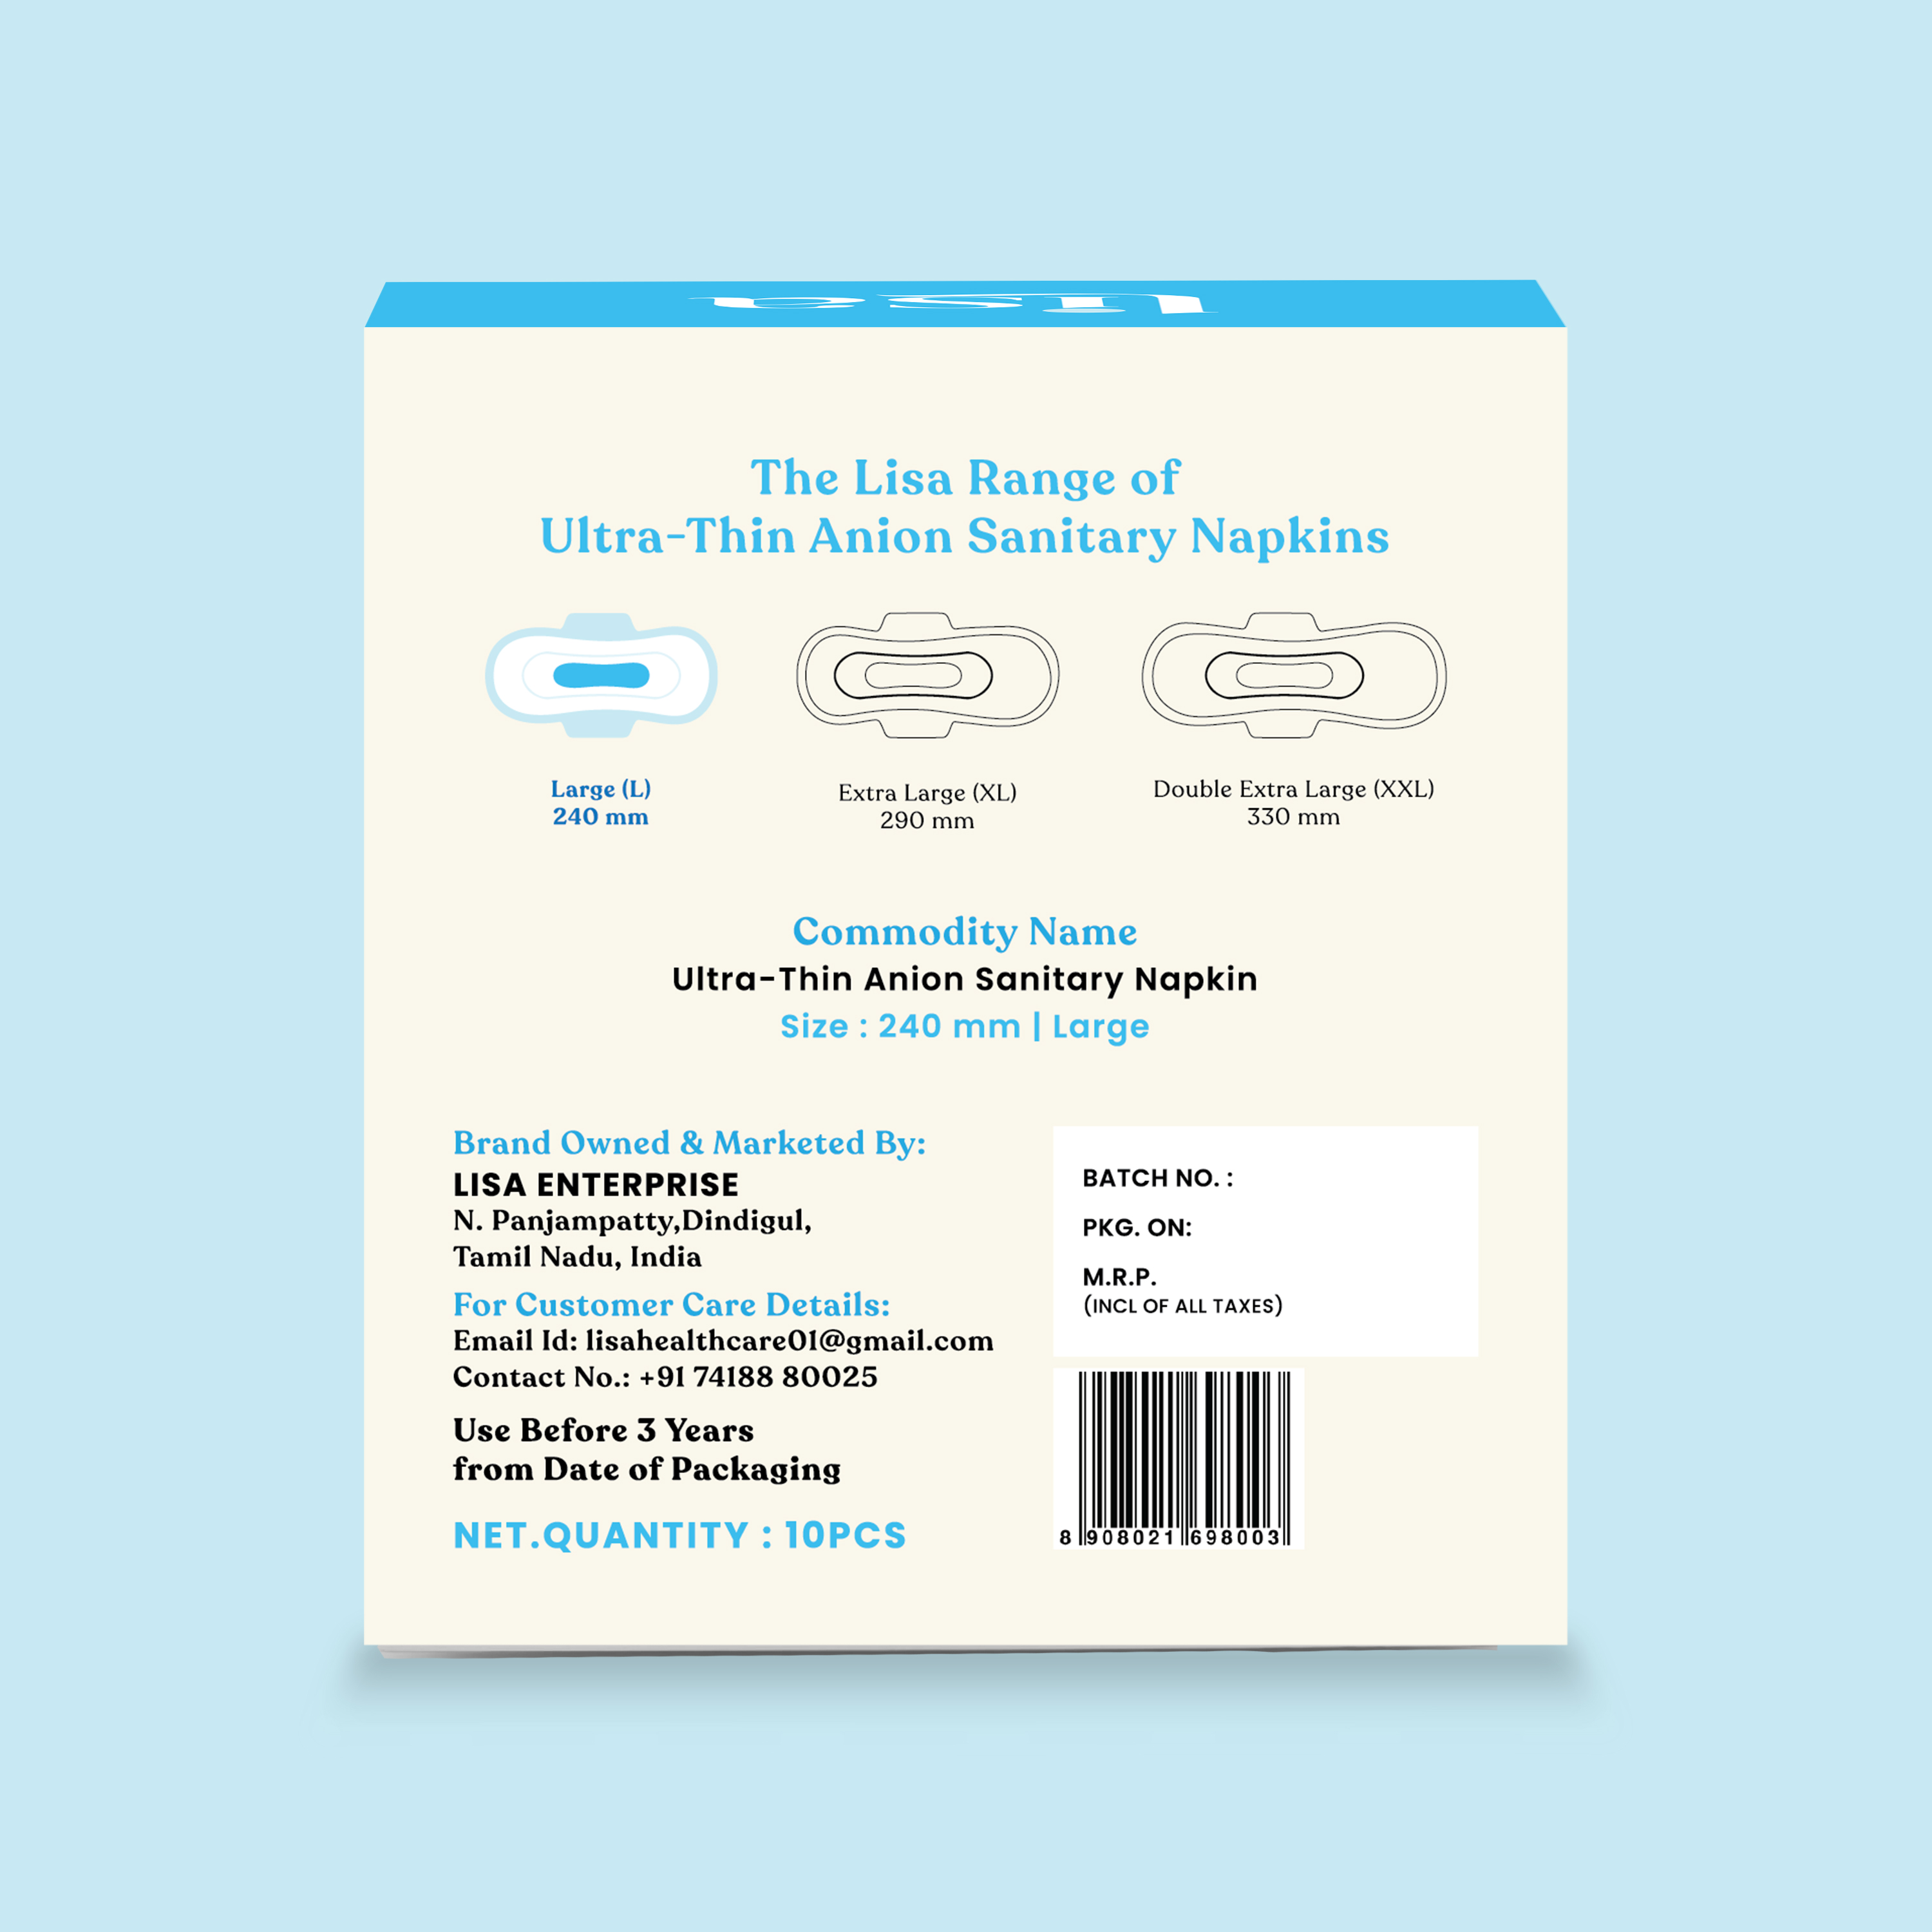 Lisa
The Lisa Range of
Ultra-Thin Anion Sanitary Napkins
Large (L)
240 mm
Extra Large (XL)
290 mm
Double Extra Large (XXL)
330 mm
Commodity Name
Ultra-Thin Anion Sanitary Napkin
Size : 240 mm | Large
Brand Owned & Marketed By:
LISA ENTERPRISE
N. Panjampatty,Dindigul,
Tamil Nadu, India
For Customer Care Details:
Email Id: lisahealthcare01@gmail.com
Contact No.: +91 74188 80025
Use Before 3 Years
from Date of Packaging
NET.QUANTITY : 10PCS
BATCH NO. :
PKG. ON:
M.R.P.
(INCL OF ALL TAXES)
8 908021 698003